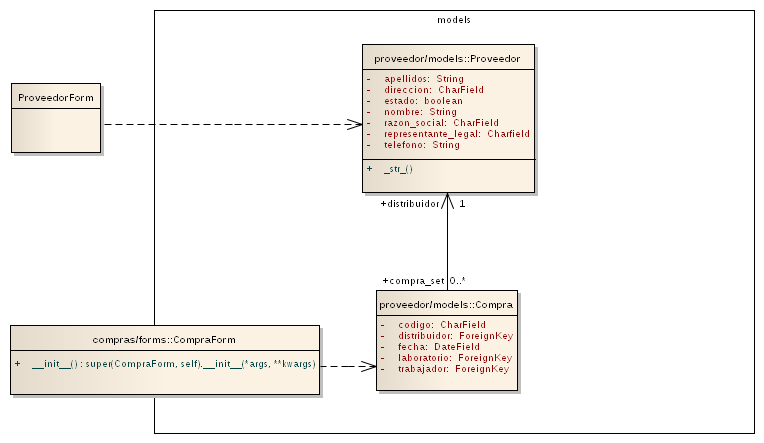 models
proveedor/models::Proveedor
- apellidos: String
- direccion: CharField
- estado: boolean
- nombre: String
- razon_social: CharField
- representante_legal: Charfield
- telefono: String
+ _str_()
ProveedorForm
+distribuidor 1
+compra_set 0..*
proveedor/models::Compra
- codigo: CharField
- distribuidor: ForeignKey
- fecha: DateField
- laboratorio: ForeignKey
- trabajador: ForeignKey
compras/forms::CompraForm
+ __init__() : super(CompraForm, self).__init__(*args, **kwargs)